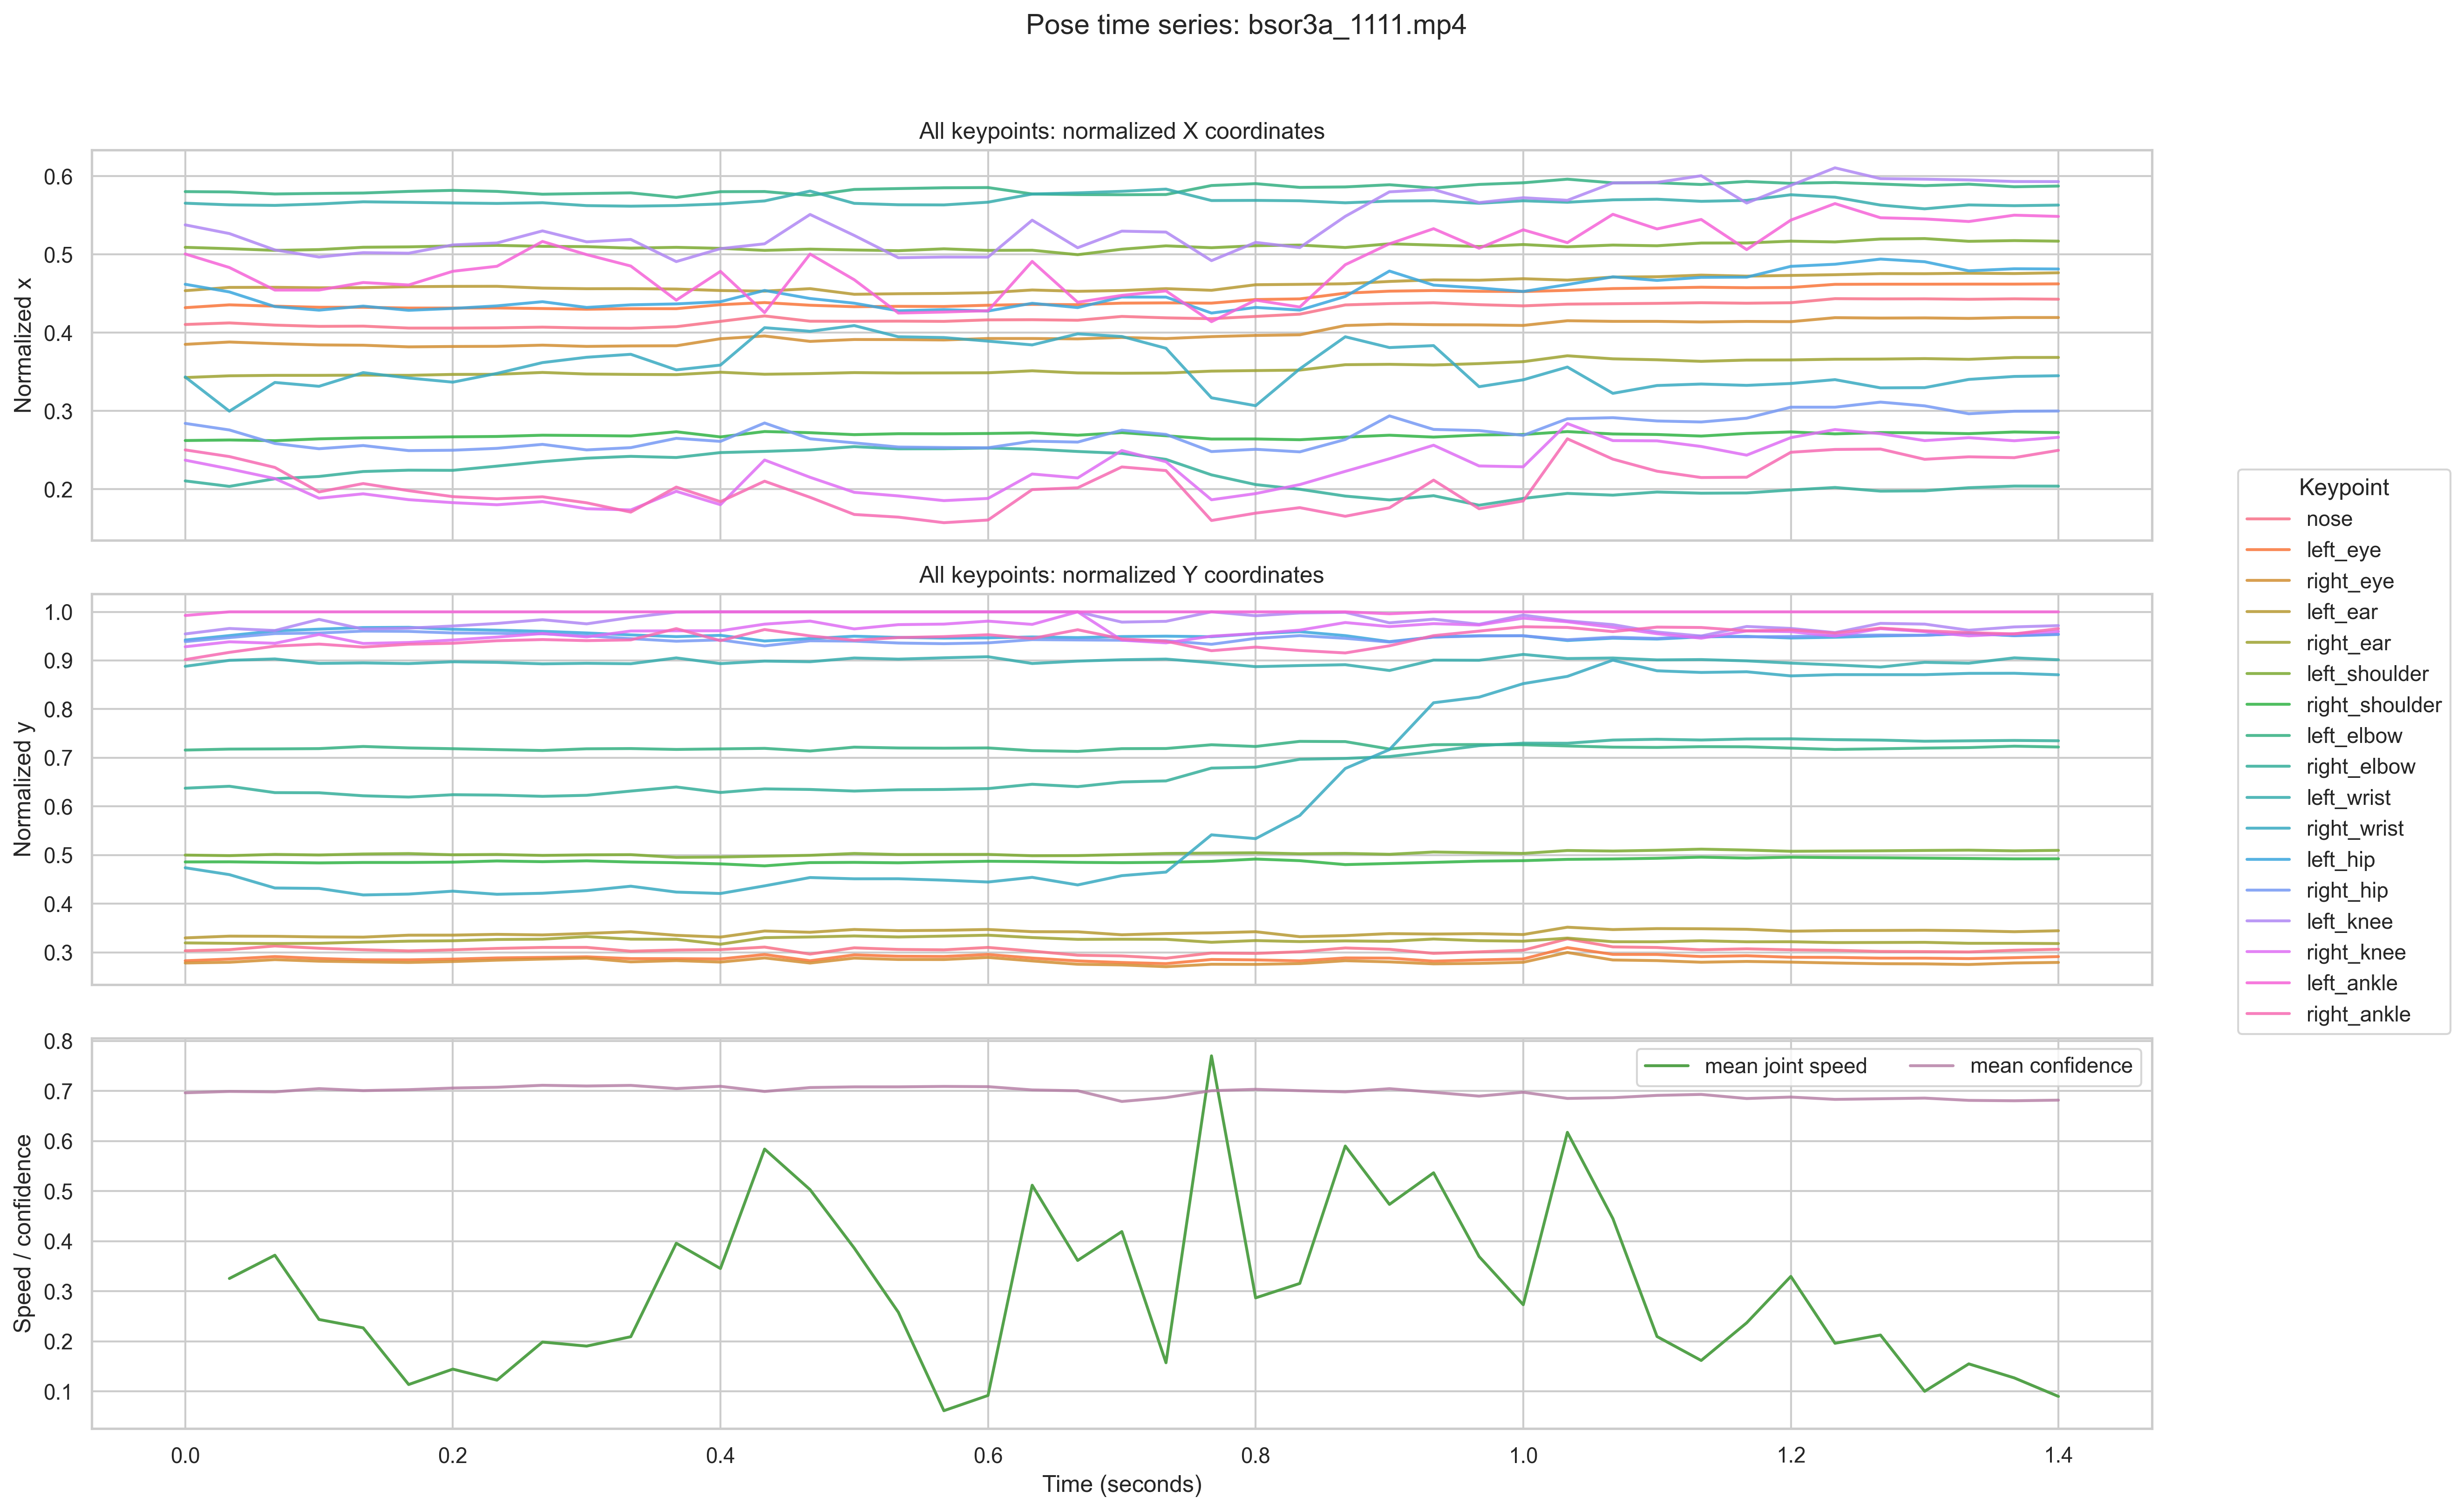 Pose time series: bsor3a_1111.mp4
All keypoints: normalized X coordinates
Normalized x
0.6
0.5
0.4
0.3
0.2
All keypoints: normalized Y coordinates
Normalized y
1.0
0.9
0.8
0.7
0.6
0.5
0.4
0.3
Speed / confidence
0.8
0.7
0.6
0.5
0.4
0.3
0.2
0.1
mean joint speed mean confidence
0.0 0.2 0.4 0.6 0.8 1.0 1.2 1.4
Time (seconds)
Keypoint
nose
left_eye
right_eye
left_ear
right_ear
left_shoulder
right_shoulder
left_elbow
right_elbow
left_wrist
right_wrist
left_hip
right_hip
left_knee
right_knee
left_ankle
right_ankle